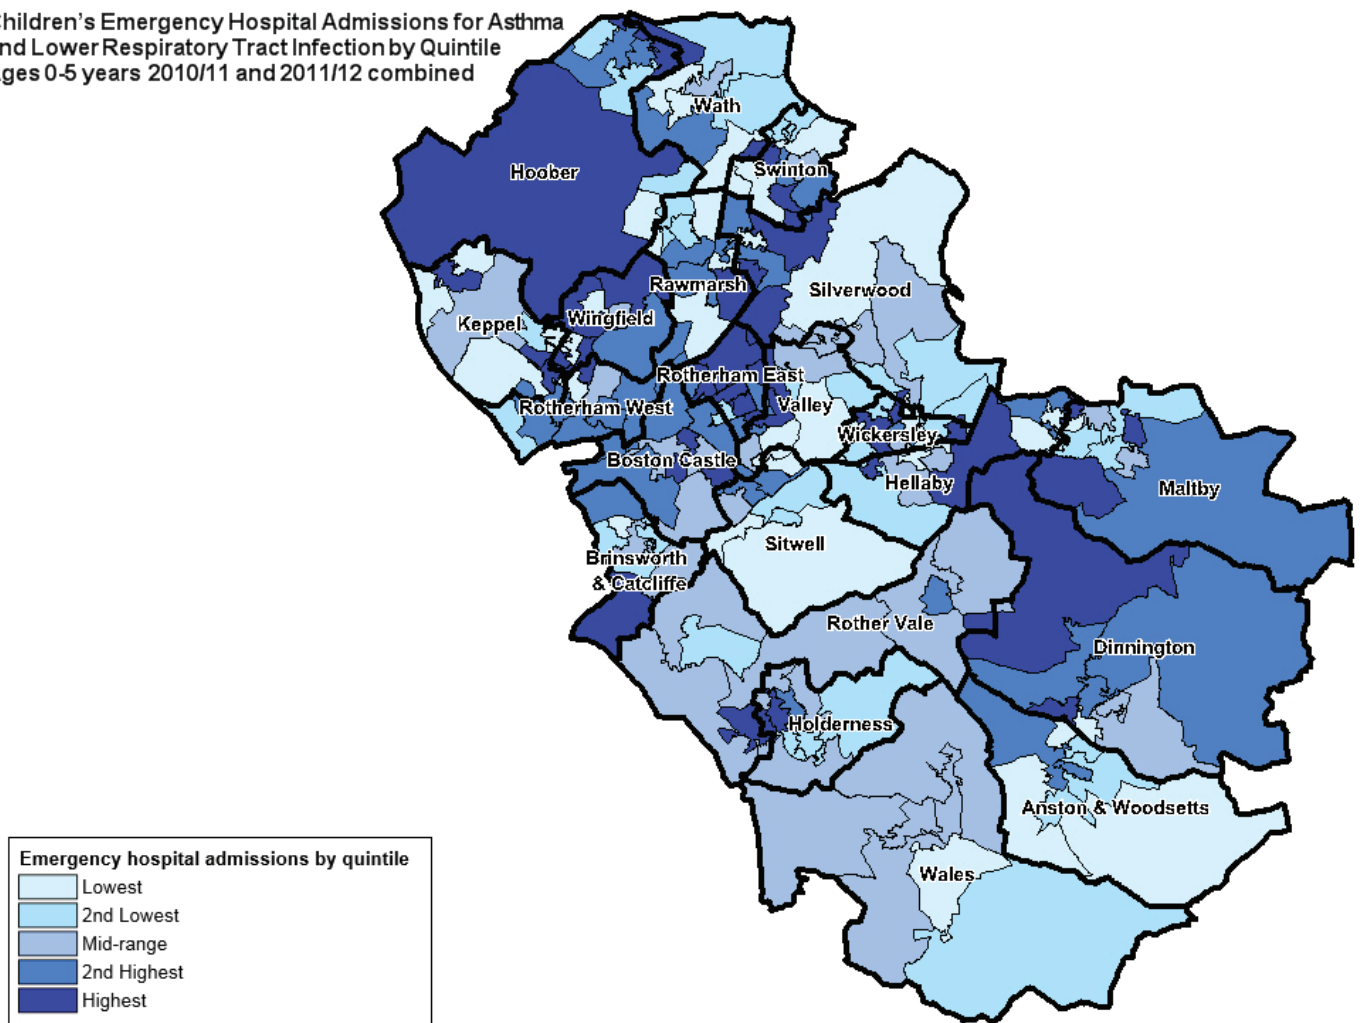 Children's Emergency Hospital Admissions for Asthma
and Lower Respiratory Tract Infection by Quintile
Ages 0-5 years 2010/11 and 2011/12 combined
Wath
Hoober
Swinton
Rawmarsh
Silverwood
Keppel
Wingfield
Rotherham East
Valley
Rotherham West
Wickersley
Boston Castle
Hellaby
Maltby
Sitwell
Brinsworth
& Catcliffe
Rother Vale
Dinnington
Holderness
Anston & Woodsetts
Wales
Emergency hospital admissions by quintile
Lowest
2nd Lowest
Mid-range
2nd Highest
Highest